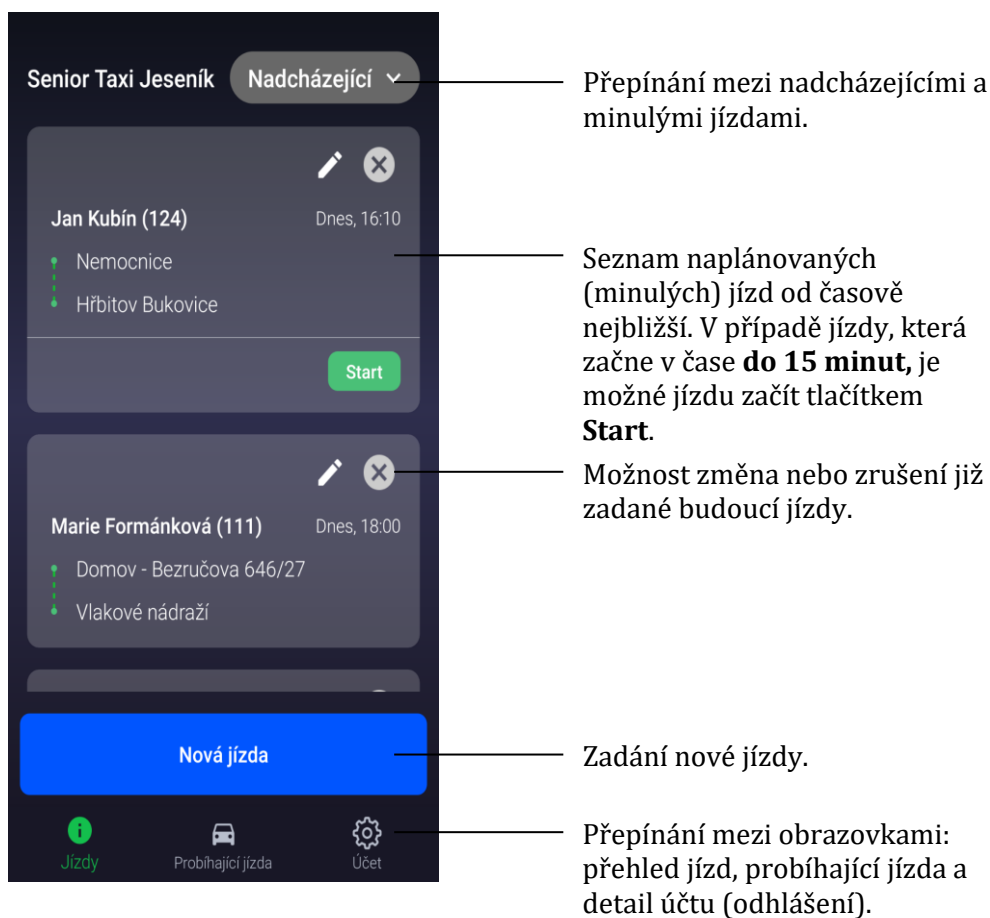 Senior Taxi Jeseník
Nadcházející
Přepínání mezi nadcházejícími a
minulými jízdami.
Jan Kubín (124)
Dnes, 16:10
Nemocnice
Hřbitov Bukovice
Start
Seznam naplánovaných
(minulých) jízd od časově
nejbližší. V případě jízdy, která
začne v čase do 15 minut, je
možné jízdu začít tlačítkem
Start.
Možnost změna nebo zrušení již
zadané budoucí jízdy.
Marie Formánková (111)
Dnes, 18:00
Domov - Bezručova 646/27
Vlakové nádraží
Nová jízda
Zadání nové jízdy.
Jízdy
Probíhající jízda
Účet
Přepínání mezi obrazovkami:
přehled jízd, probíhající jízda a
detail účtu (odhlášení).